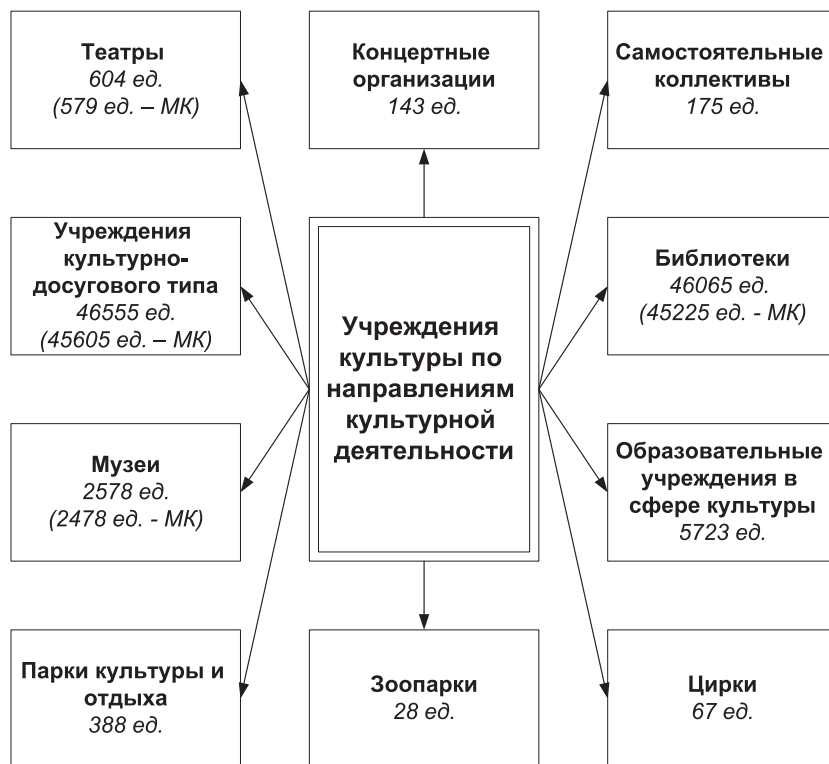 Театры
604 ед.
(579 ед. – МК)
Концертные
организации
143 ед.
Самостоятельные
коллективы
175 ед.
Учреждения
культурно-
досугового типа
46555 ед.
(45605 ед. – МК)
Учреждения
культуры по
направлениям
культурной
деятельности
Библиотеки
46065 ед.
(45225 ед. - МК)
Музеи
2578 ед.
(2478 ед. - МК)
Образовательные
учреждения в
сфере культуры
5723 ед.
Парки культуры и
отдыха
388 ед.
Зоопарки
28 ед.
Цирки
67 ед.